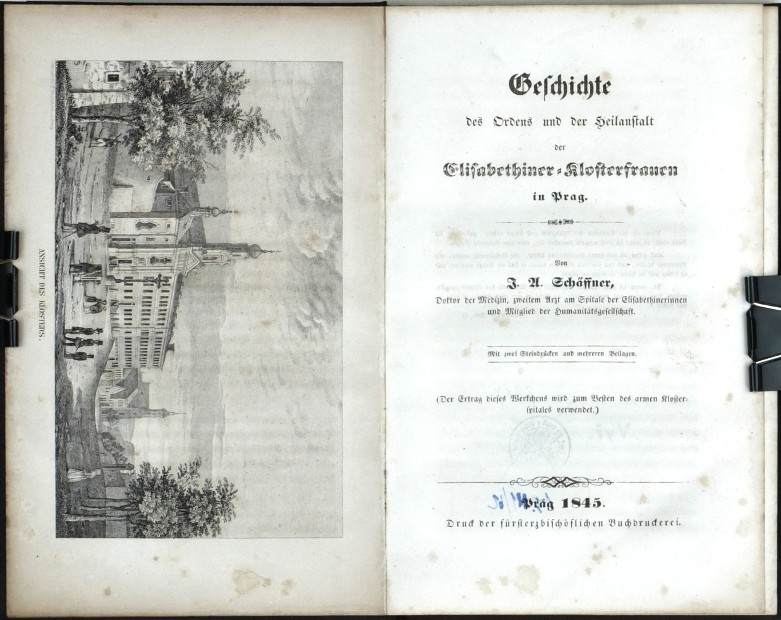 ANSICHT DES KLOSTERS.
Geschichte
des Ordens und der Heilanstalt
der
Elisabethiner-Klosterfrauen
in Prag.
Von
J. A. Schäffner,
Doktor der Medizin, zweitem Arzt am Spitale der Elisabethinerinnen
und Mitglied der Humanitätsgesellschaft.
Mit zwei Steindrücken und mehreren Beilagen.
(Der Ertrag dieses Werkchens wird zum Besten des armen Kloster-
spitales verwendet.)
Prag 1845.
Druck der fürsterzbischöflichen Buchdruckerei.